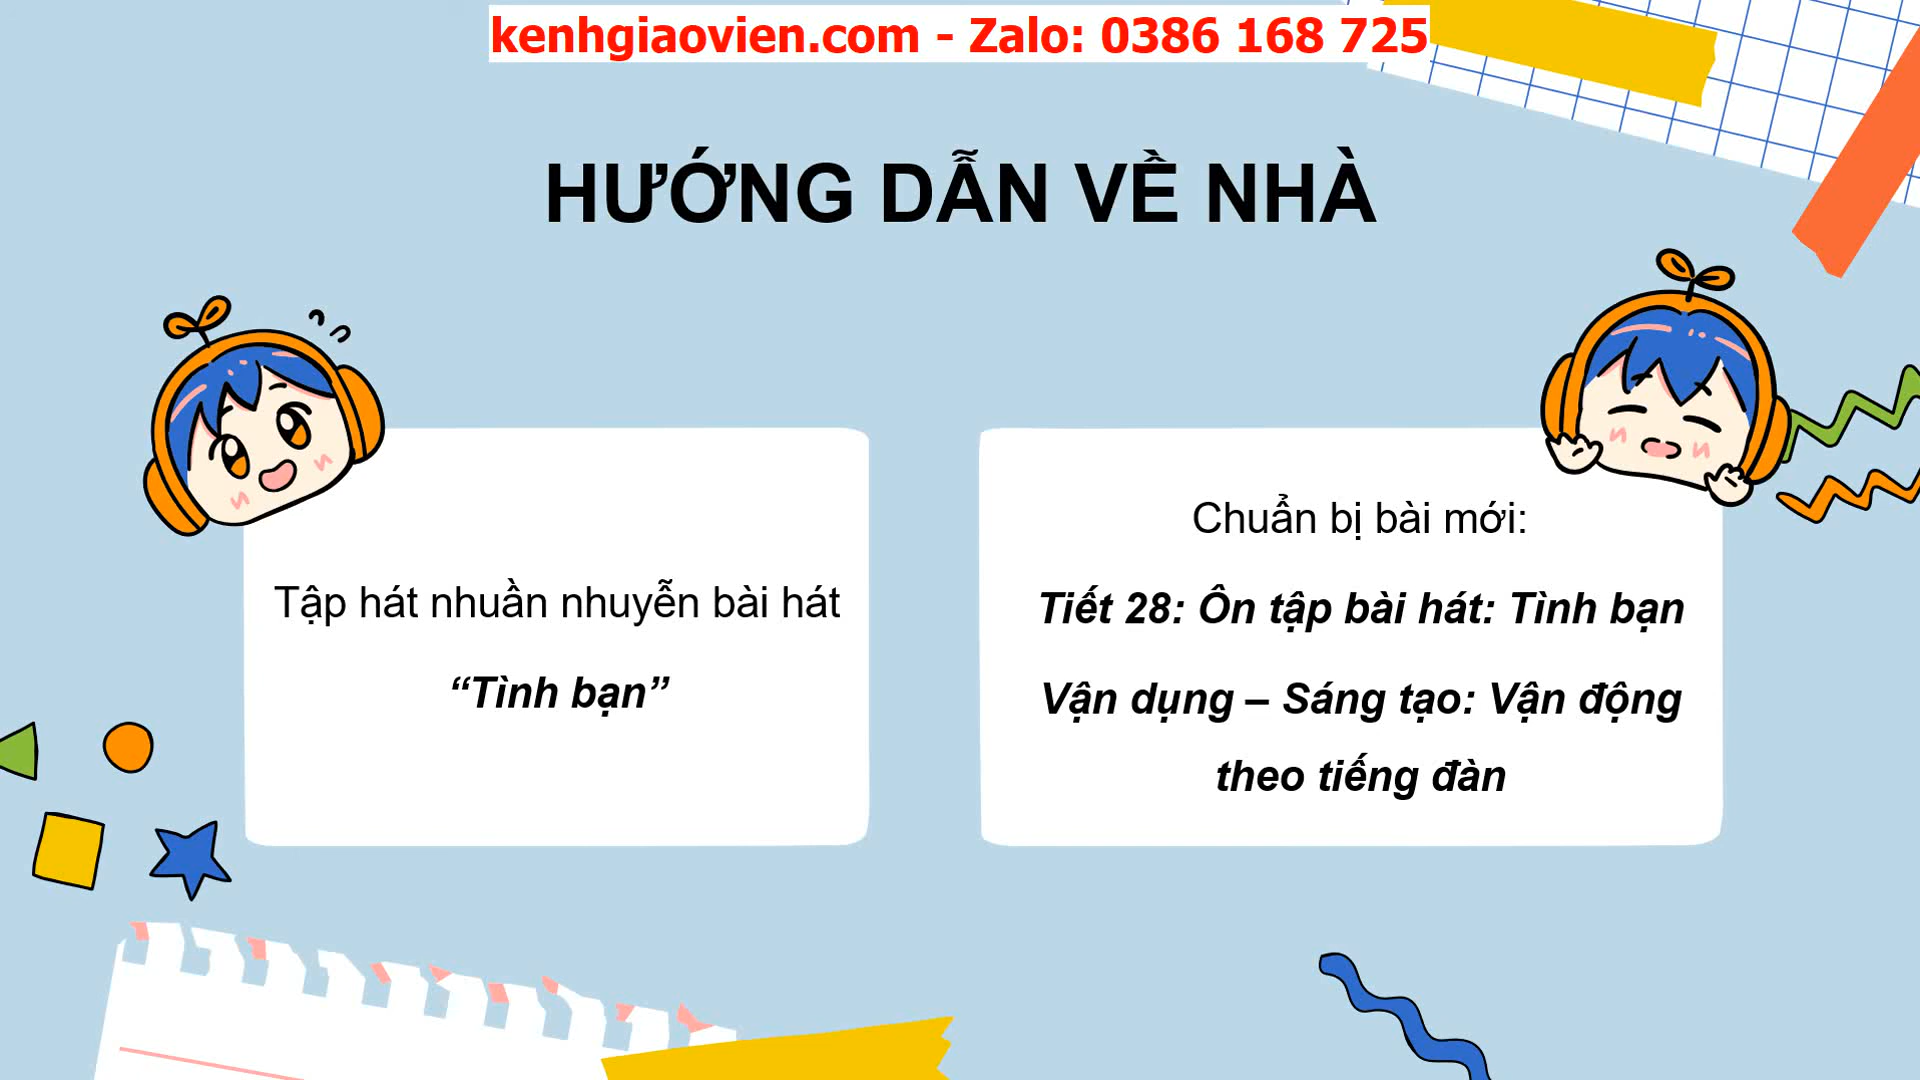 kenhgiaovien.com - Zalo: 0386 168 725
HƯỚNG DẪN VỀ NHÀ
Tập hát nhuần nhuyễn bài hát
“Tình bạn”
Chuẩn bị bài mới:
Tiết 28: Ôn tập bài hát: Tình bạn
Vận dụng – Sáng tạo: Vận động
theo tiếng đàn